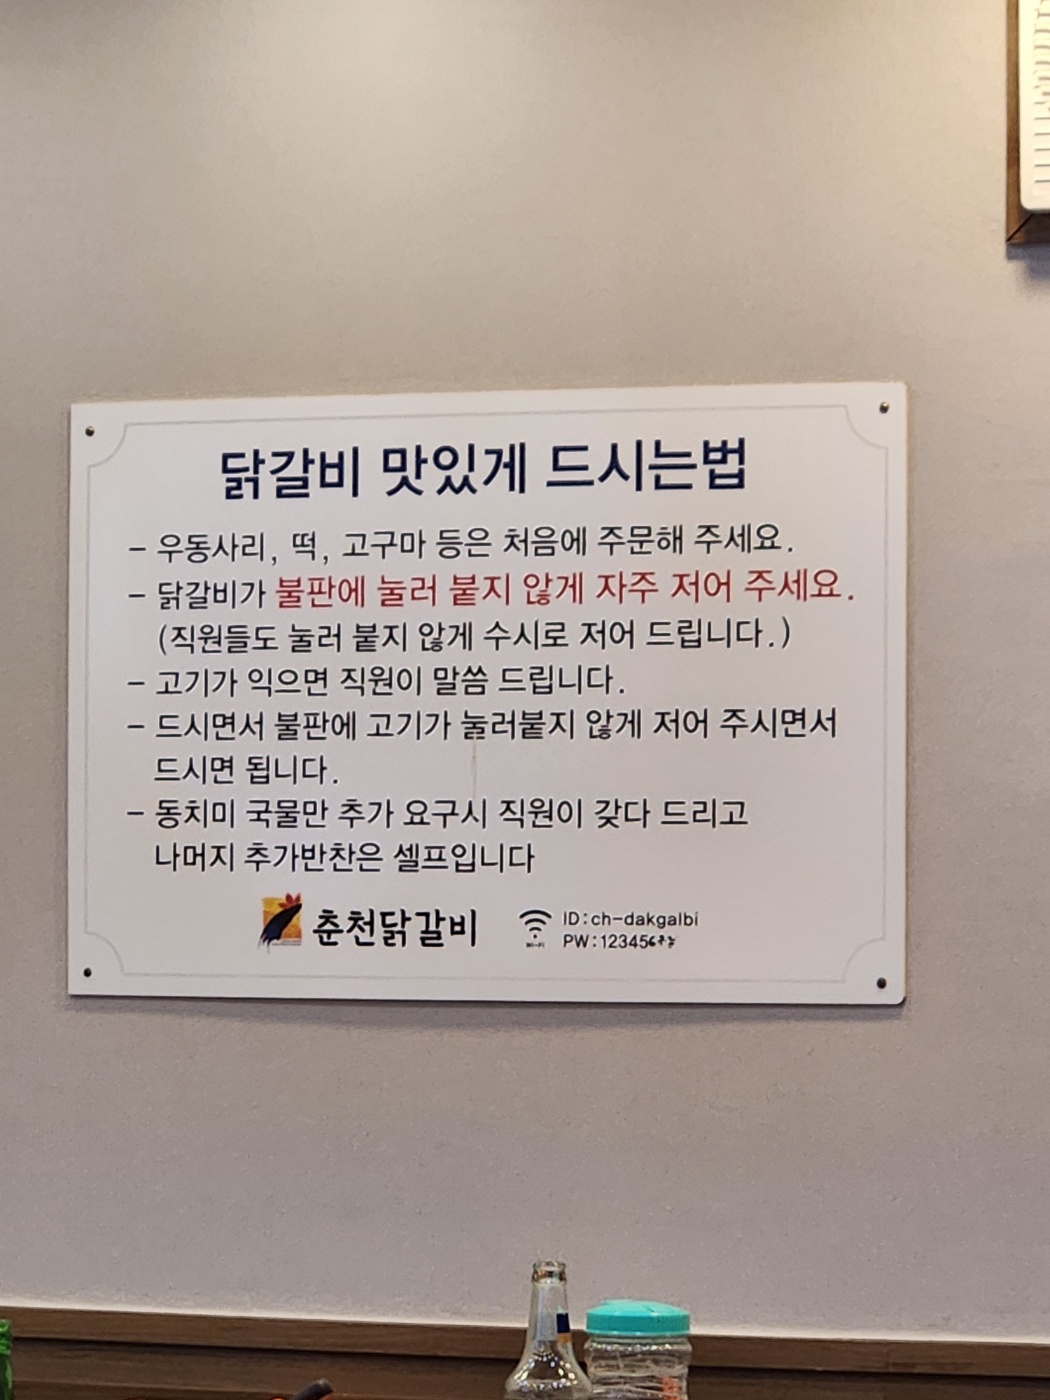 닭갈비 맛있게 드시는법
- 우동사리, 떡, 고구마 등은 처음에 주문해 주세요.
- 닭갈비가 불판에 눌러 붙지 않게 자주 저어 주세요.
(직원들도 눌러 붙지 않게 수시로 저어 드립니다.)
- 고기가 익으면 직원이 말씀 드립니다.
- 드시면서 불판에 고기가 눌러붙지 않게 저어 주시면서
드시면 됩니다.
- 동치미 국물만 추가 요구시 직원이 갖다 드리고
나머지 추가반찬은 셀프입니다
춘천닭갈비
ID:ch-dakgalbi
Wi-Fi